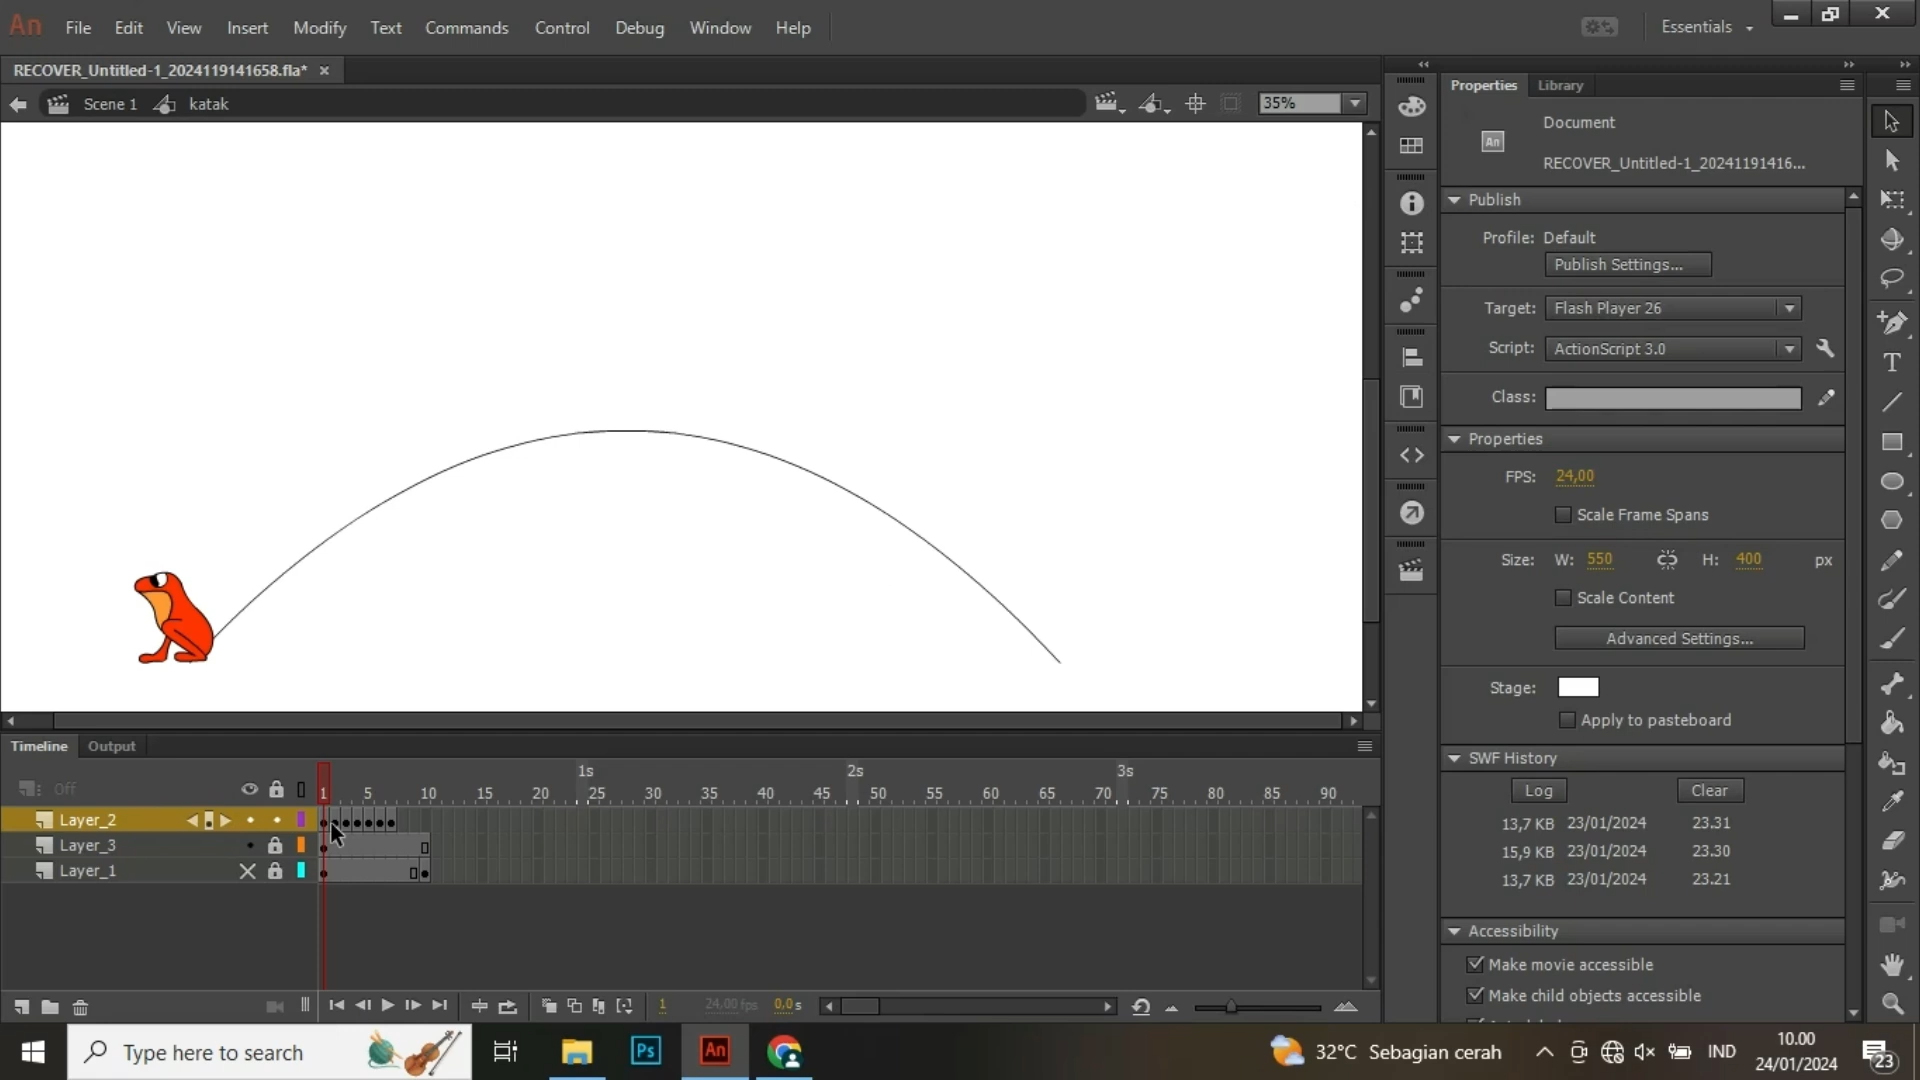 An File Edit View Insert Modify Text Commands Control Debug Window Help Essentials
RECOVER_Untitled-1_2024119141658.fla*
Scene 1 katak 35%
Properties Library
Document
An
RECOVER_Untitled-1_20241191416...
Publish
Profile: Default
Publish Settings...
Target: Flash Player 26
Script: ActionScript 3.0
Class:
Properties
FPS: 24,00
Scale Frame Spans
Size: W: 550 H: 400 px
Scale Content
Advanced Settings...
Stage:
Apply to pasteboard
SWF History
Log Clear
13,7 KB 23/01/2024 23.31
15,9 KB 23/01/2024 23.30
13,7 KB 23/01/2024 23.21
Accessibility
Make movie accessible
Make child objects accessible
Timeline Output
1s 2s 3s
Off 1 5 10 15 20 25 30 35 40 45 50 55 60 65 70 75 80 85 90
Layer_2
Layer_3
Layer_1
1 24,00 fps 0,0 s
Type here to search Ps An 32°C Sebagian cerah IND 10.00
24/01/2024 23